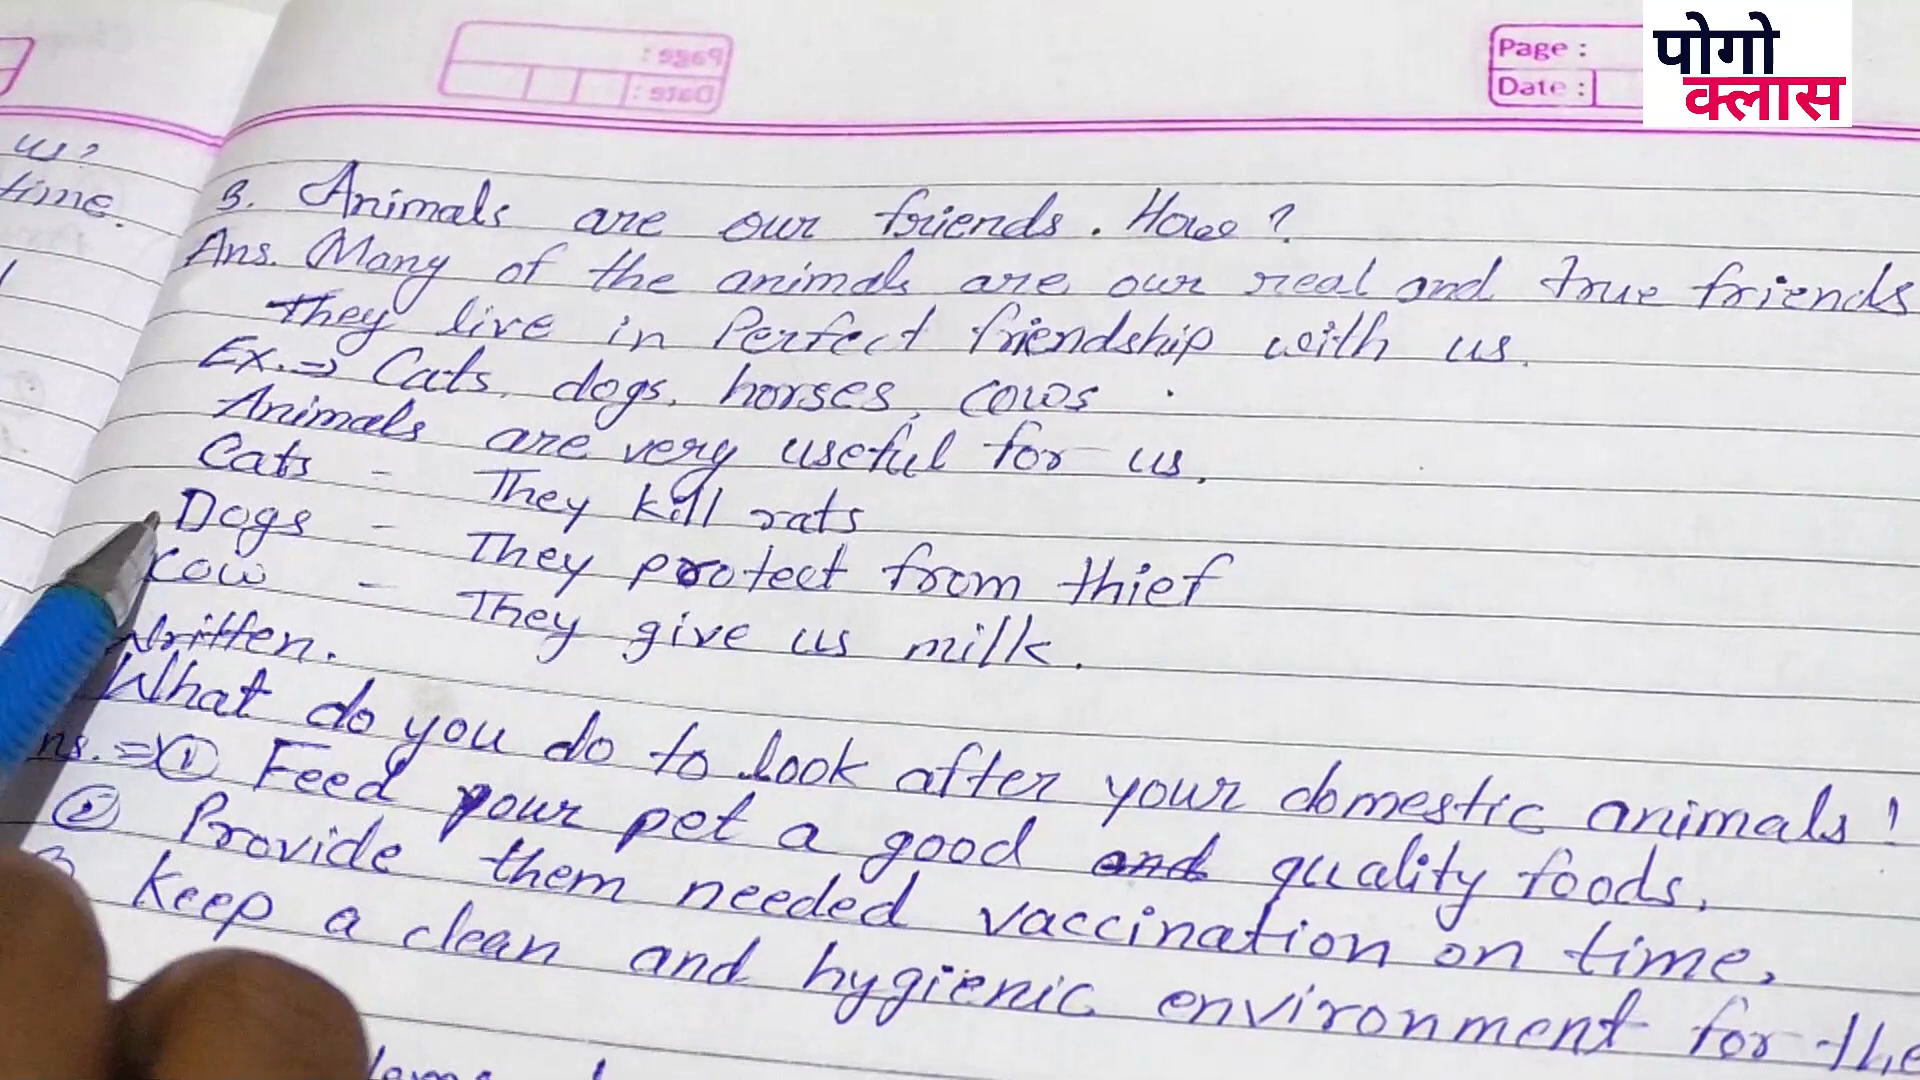 Page :
Date :
पोगो
क्लास
us?
time.
3. Animals are our friends. How?
Ans. Many of the animals are our real and true friends
They live in Perfect friendship with us.
Ex. => Cats, dogs, horses, cows
Animals are very useful for us.
Cats - They kill rats
Dogs - They protect from thief
Cow - They give us milk.
Written.
What do you do to look after your domestic animals!
ns. => ① Feed your pet a good and quality foods.
② Provide them needed vaccination on time,
Keep a clean and hygienic environment for the